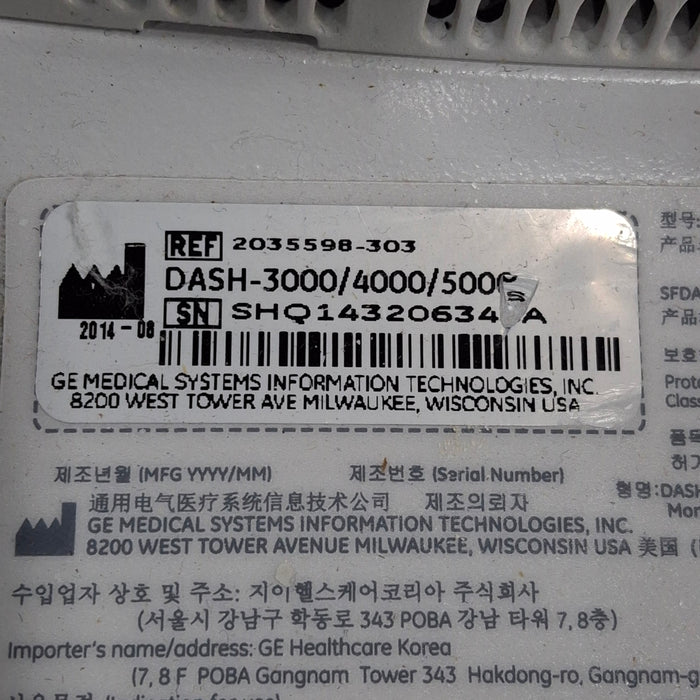 REF 2035598-303
DASH-3000/4000/5000
SN
2014-08
GE MEDICAL SYSTEMS INFORMATION TECHNOLOGIES, INC.
8200 WEST TOWER AVE MILWAUKEE, WISCONSIN USA
型号:
产品
SFDA
产品
보호
Prot
Class
품목
허가
제조년월 (MFG YYYY/MM) 제조번호 (Serial Number)
형명:DASH
Mon
通用电气医疗系统信息技术公司 제조의뢰자
GE MEDICAL SYSTEMS INFORMATION TECHNOLOGIES, INC.
8200 WEST TOWER AVENUE MILWAUKEE, WISCONSIN USA 美国 (
수입업자 상호 및 주소: 지이헬스케어코리아 주식회사
(서울시 강남구 학동로 343 POBA 강남 타워 7, 8층)
Importer's name/address: GE Healthcare Korea
(7, 8 F POBA Gangnam Tower 343 Hakdong-ro, Gangnam-g